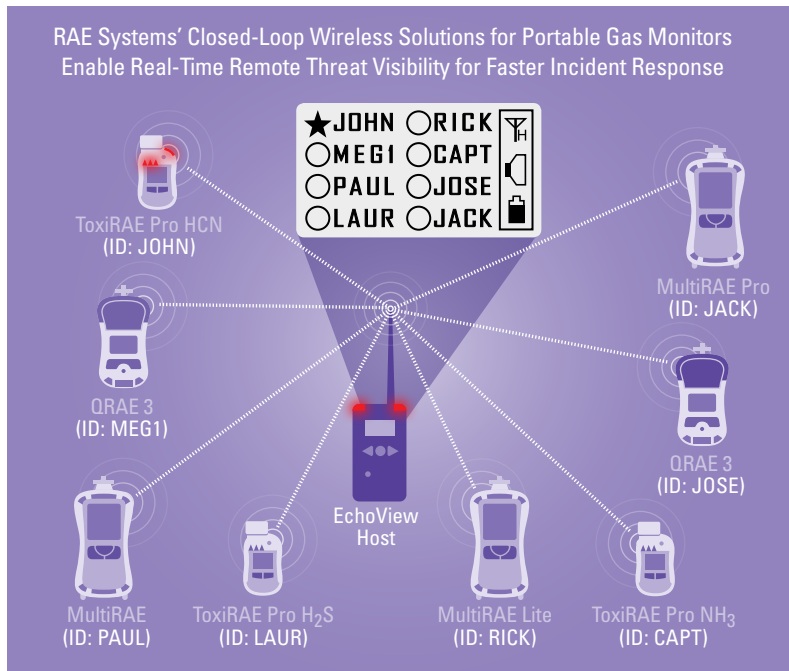 RAE Systems’ Closed-Loop Wireless Solutions for Portable Gas Monitors
Enable Real-Time Remote Threat Visibility for Faster Incident Response
★JOHN ○RICK
○MEG1 ○CAPT
○PAUL ○JOSE
○LAUR ○JACK
H
ToxiRAE Pro HCN
(ID: JOHN)
MultiRAE Pro
(ID: JACK)
QRAE 3
(ID: MEG1)
QRAE 3
(ID: JOSE)
EchoView
Host
MultiRAE
(ID: PAUL)
ToxiRAE Pro H₂S
(ID: LAUR)
MultiRAE Lite
(ID: RICK)
ToxiRAE Pro NH₃
(ID: CAPT)